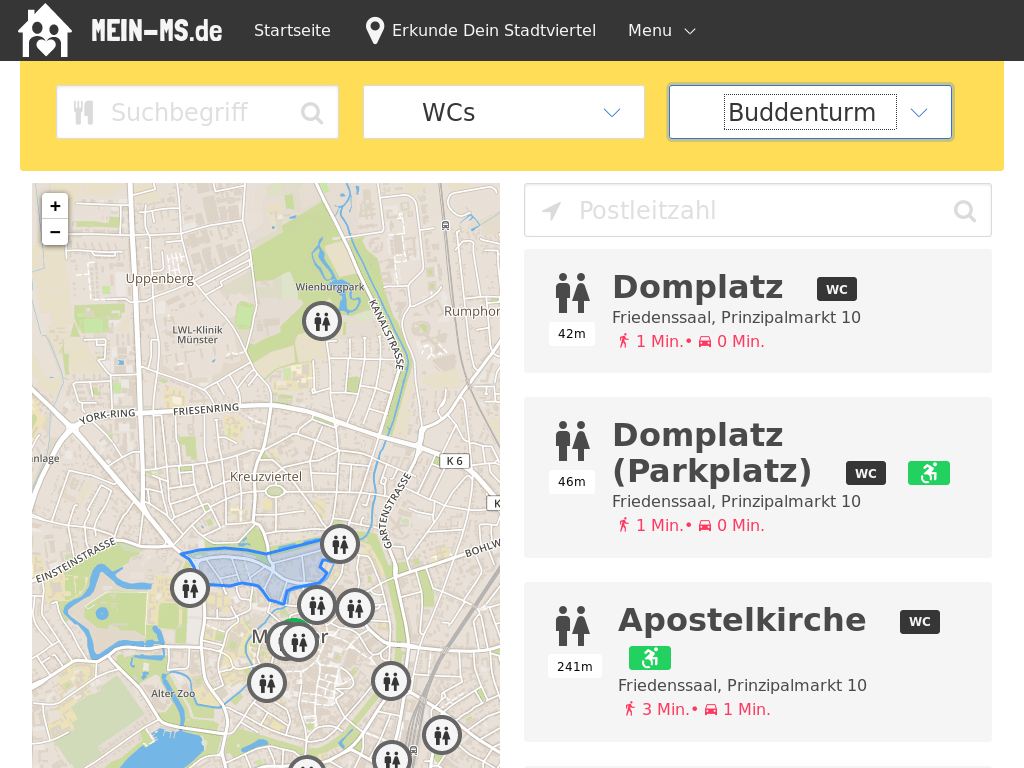 MEIN-MS.de
Startseite
Erkunde Dein Stadtviertel
Menu
Suchbegriff
WCs
Buddenturm
+
−
Uppenberg
Wienburgpark
LWL-Klinik
Münster
KANALSTRASSE
Rumphor
YORK-RING
FRIESENRING
anlage
K 6
Kreuzviertel
GARTENSTRASSE
K
EINSTEINSTRASSE
BOHLW
M
r
Alter Zoo
Postleitzahl
Domplatz WC
Friedenssaal, Prinzipalmarkt 10
42m
1 Min.• 0 Min.
Domplatz
(Parkplatz) WC
46m
Friedenssaal, Prinzipalmarkt 10
1 Min.• 0 Min.
Apostelkirche WC
241m
Friedenssaal, Prinzipalmarkt 10
3 Min.• 1 Min.